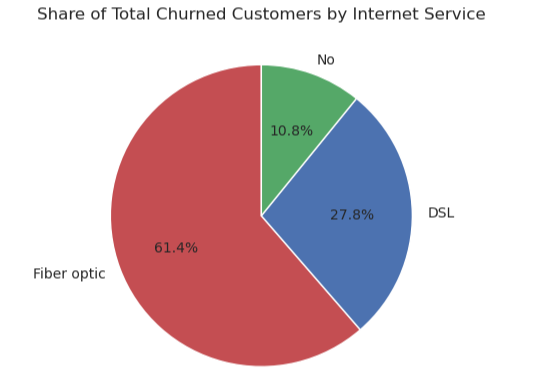 Share of Total Churned Customers by Internet Service
No
10.8%
DSL
27.8%
61.4%
Fiber optic